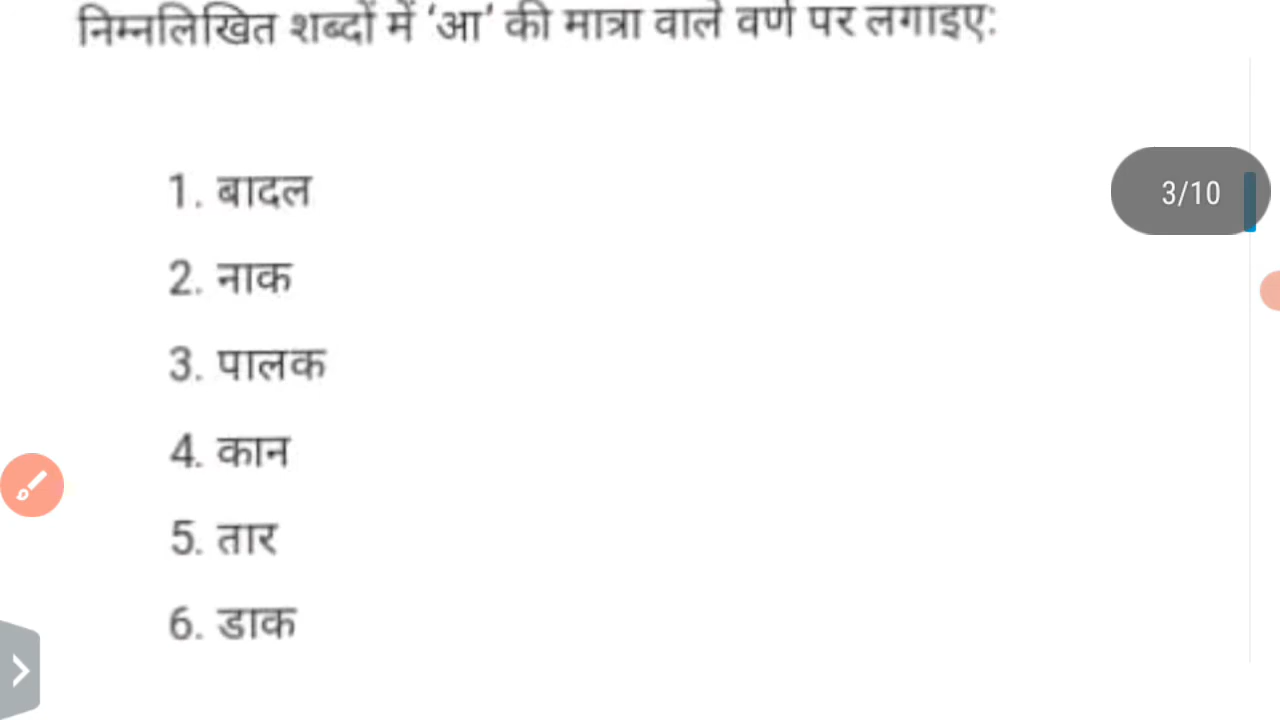 निम्नलिखित शब्दों में ‘आ’ की मात्रा वाले वर्ण पर लगाइए:
3/10
1. बादल
2. नाक
3. पालक
4. कान
5. तार
6. डाक